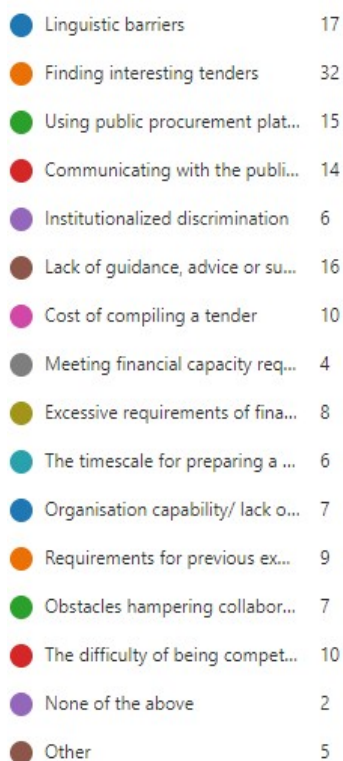 Linguistic barriers 17
Finding interesting tenders 32
Using public procurement plat... 15
Communicating with the publi... 14
Institutionalized discrimination 6
Lack of guidance, advice or su... 16
Cost of compiling a tender 10
Meeting financial capacity req... 4
Excessive requirements of fina... 8
The timescale for preparing a ... 6
Organisation capability/ lack o... 7
Requirements for previous ex... 9
Obstacles hampering collabor... 7
The difficulty of being compet... 10
None of the above 2
Other 5